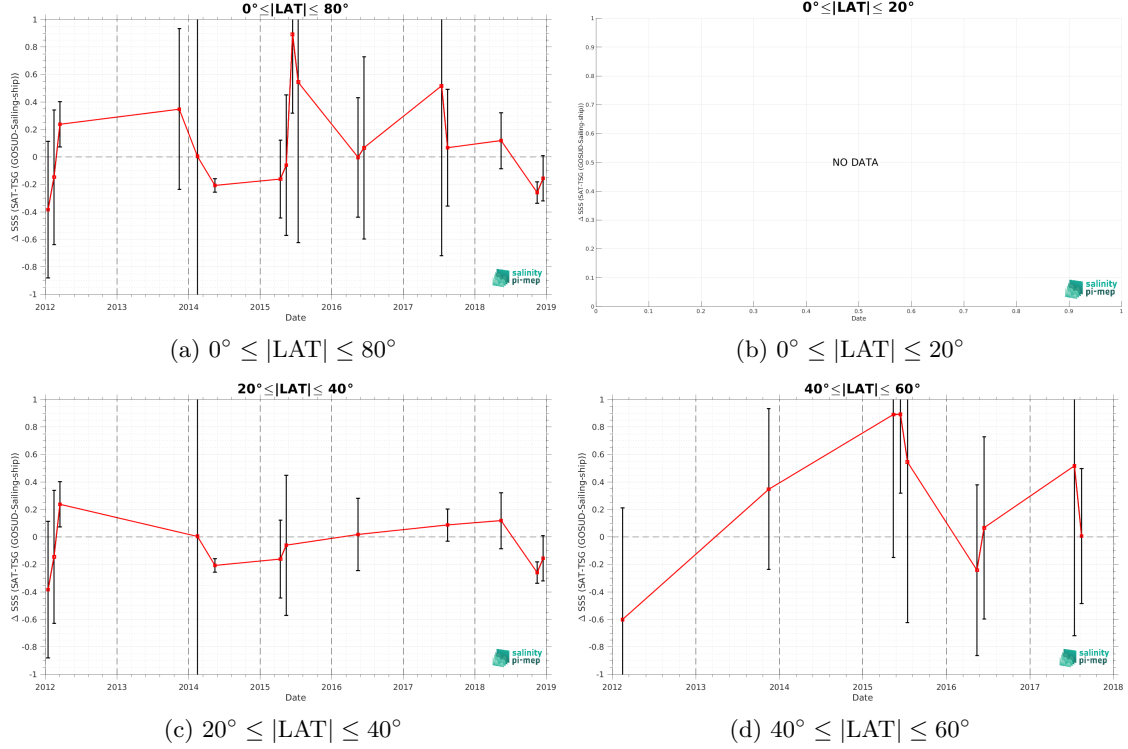 0°≤|LAT|≤ 80°
Δ SSS (SAT-TSG (GOSUD-Sailing-ship))
1
0.8
0.6
0.4
0.2
0
-0.2
-0.4
-0.6
-0.8
-1
2012 2013 2014 2015 2016 2017 2018 2019
Date
salinity
pi-mep
(a) 0° ≤ |LAT| ≤ 80°
0°≤|LAT|≤ 20°
Δ SSS (SAT-TSG (GOSUD-Sailing-ship))
1
0.9
0.8
0.7
0.6
0.5
0.4
0.3
0.2
0.1
0
NO DATA
0 0.1 0.2 0.3 0.4 0.5 0.6 0.7 0.8 0.9 1
Date
salinity
pi-mep
(b) 0° ≤ |LAT| ≤ 20°
20°≤|LAT|≤ 40°
Δ SSS (SAT-TSG (GOSUD-Sailing-ship))
1
0.8
0.6
0.4
0.2
0
-0.2
-0.4
-0.6
-0.8
-1
2012 2013 2014 2015 2016 2017 2018 2019
Date
salinity
pi-mep
(c) 20° ≤ |LAT| ≤ 40°
40°≤|LAT|≤ 60°
Δ SSS (SAT-TSG (GOSUD-Sailing-ship))
1
0.8
0.6
0.4
0.2
0
-0.2
-0.4
-0.6
-0.8
-1
2012 2013 2014 2015 2016 2017 2018
Date
salinity
pi-mep
(d) 40° ≤ |LAT| ≤ 60°